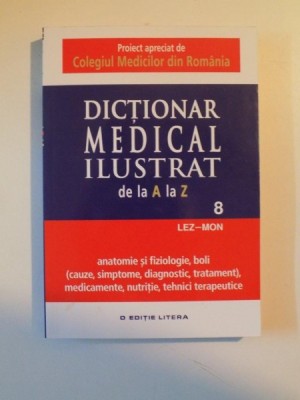 Proiect apreciat de
Colegiul Medicilor din România
DICȚIONAR
MEDICAL
ILUSTRAT
de la A la Z
8
LEZ–MON
anatomie și fiziologie, boli
(cauze, simptome, diagnostic, tratament),
medicamente, nutriție, tehnici terapeutice
O EDIȚIE LITERA